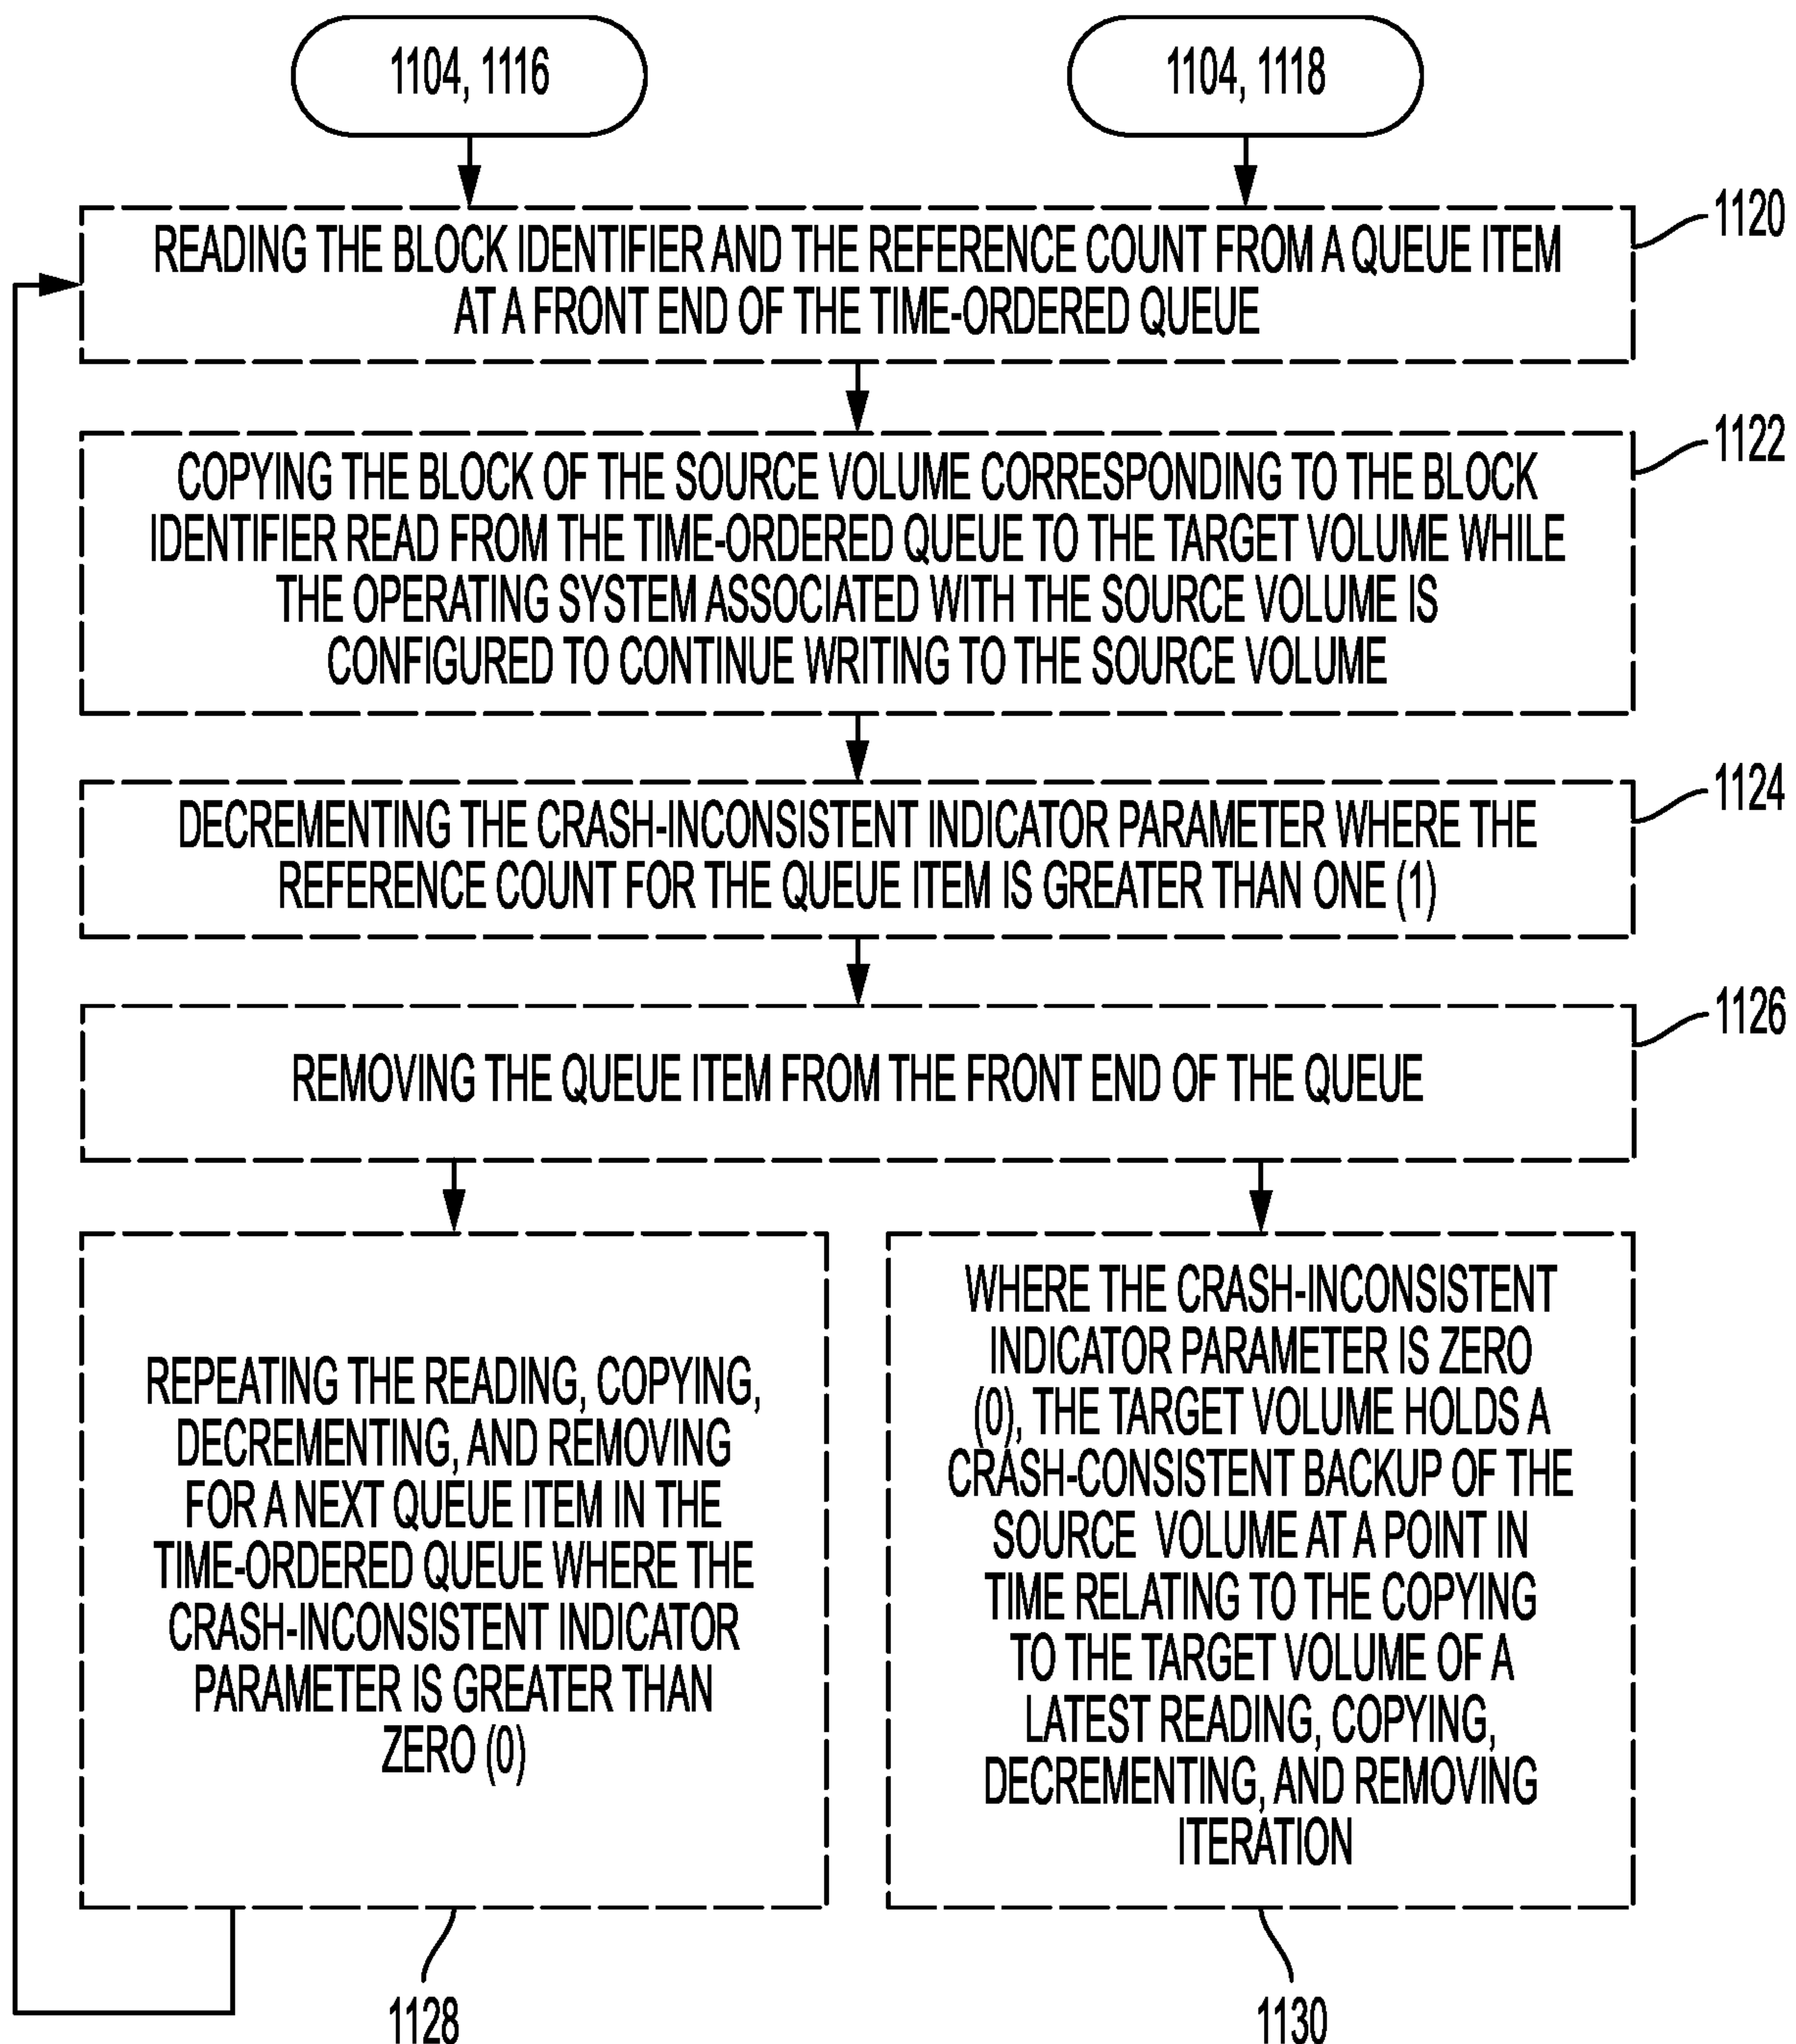 1104, 1116
1104, 1118
READING THE BLOCK IDENTIFIER AND THE REFERENCE COUNT FROM A QUEUE ITEM
AT A FRONT END OF THE TIME-ORDERED QUEUE
1120
COPYING THE BLOCK OF THE SOURCE VOLUME CORRESPONDING TO THE BLOCK
IDENTIFIER READ FROM THE TIME-ORDERED QUEUE TO THE TARGET VOLUME WHILE
THE OPERATING SYSTEM ASSOCIATED WITH THE SOURCE VOLUME IS
CONFIGURED TO CONTINUE WRITING TO THE SOURCE VOLUME
1122
DECREMENTING THE CRASH-INCONSISTENT INDICATOR PARAMETER WHERE THE
REFERENCE COUNT FOR THE QUEUE ITEM IS GREATER THAN ONE (1)
1124
REMOVING THE QUEUE ITEM FROM THE FRONT END OF THE QUEUE
1126
REPEATING THE READING, COPYING,
DECREMENTING, AND REMOVING
FOR A NEXT QUEUE ITEM IN THE
TIME-ORDERED QUEUE WHERE THE
CRASH-INCONSISTENT INDICATOR
PARAMETER IS GREATER THAN
ZERO (0)
1128
WHERE THE CRASH-INCONSISTENT
INDICATOR PARAMETER IS ZERO
(0), THE TARGET VOLUME HOLDS A
CRASH-CONSISTENT BACKUP OF THE
SOURCE VOLUME AT A POINT IN
TIME RELATING TO THE COPYING
TO THE TARGET VOLUME OF A
LATEST READING, COPYING,
DECREMENTING, AND REMOVING
ITERATION
1130